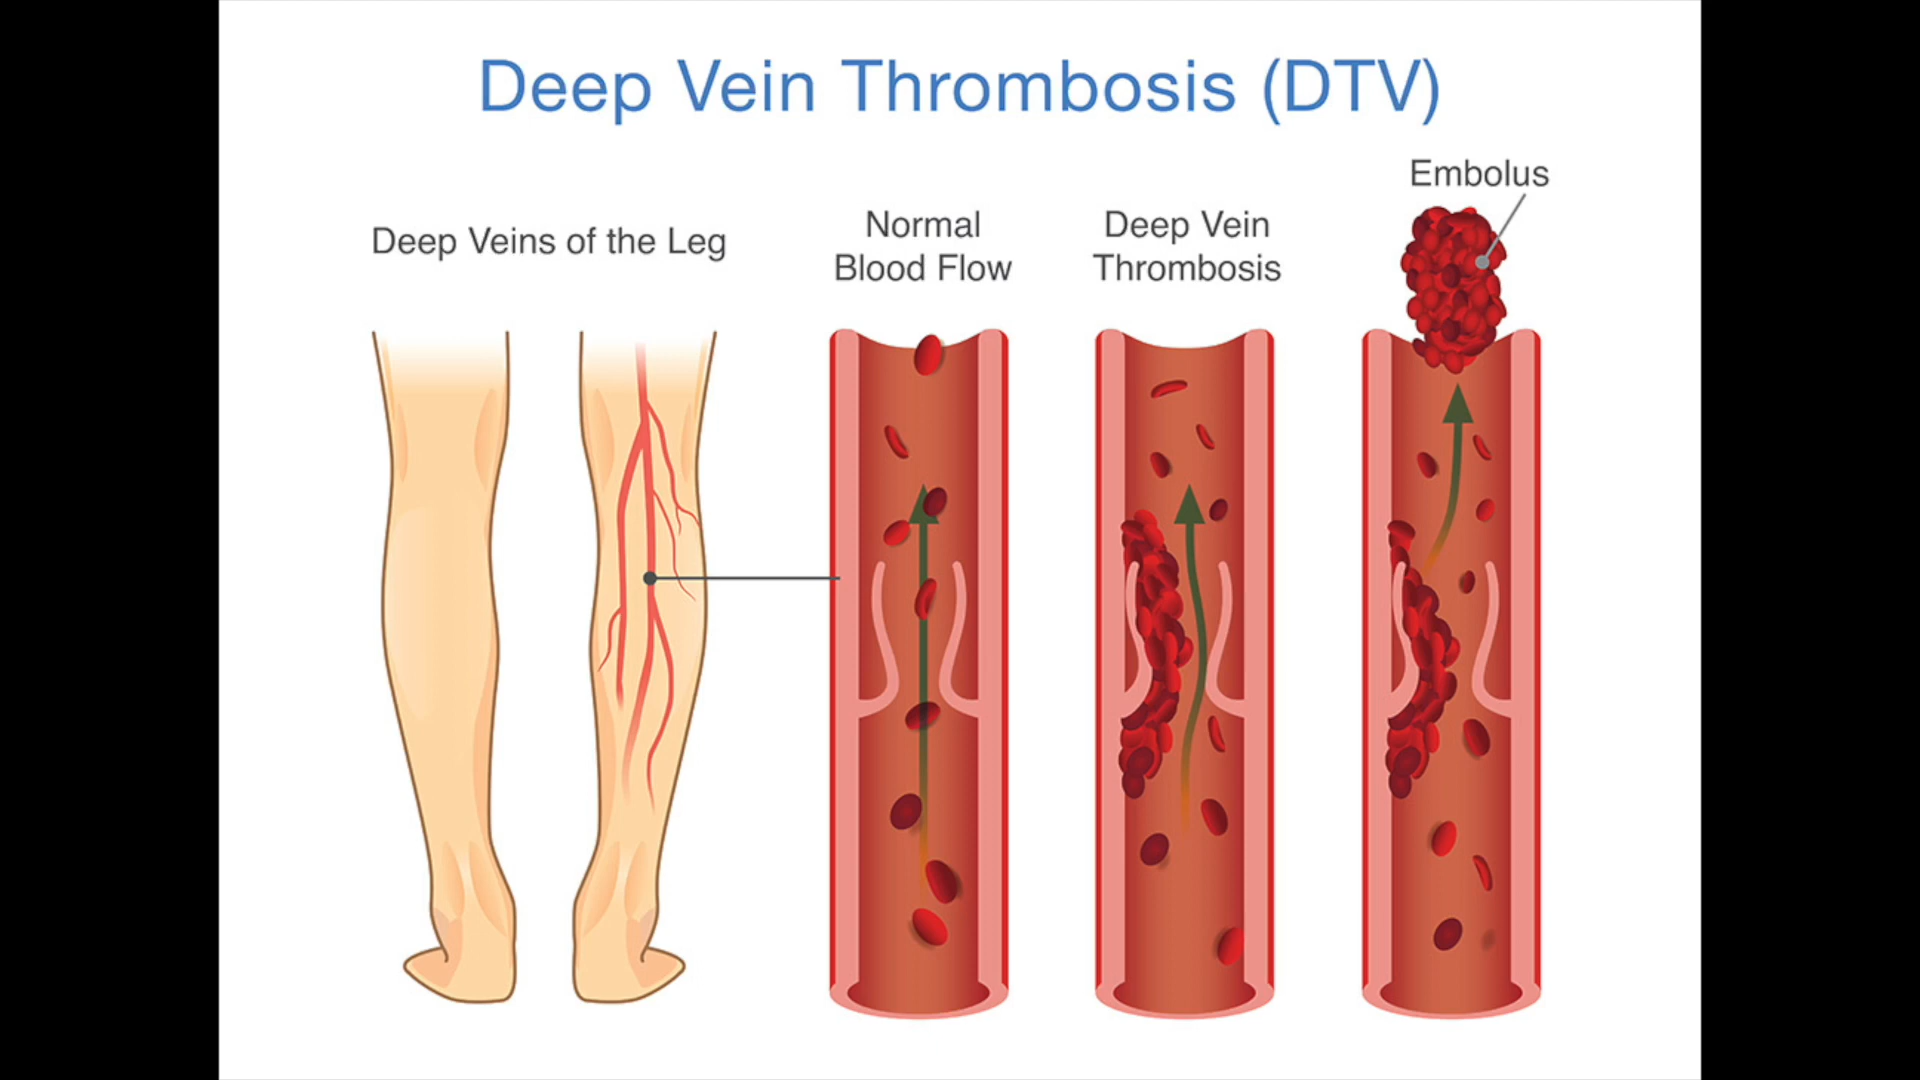 Deep Vein Thrombosis (DTV)
Embolus
Deep Veins of the Leg
Normal
Blood Flow
Deep Vein
Thrombosis